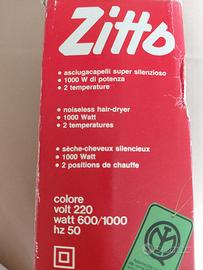 Zitto
• asciugacapelli super silenzioso
• 1000 W di potenza
• 2 temperature
• noiseless hair-dryer
• 1000 Watt
• 2 temperatures
• sèche-cheveux silencieux
• 1000 Watt
• 2 positions de chauffe
colore
volt 220
watt 600/1000
hz 50